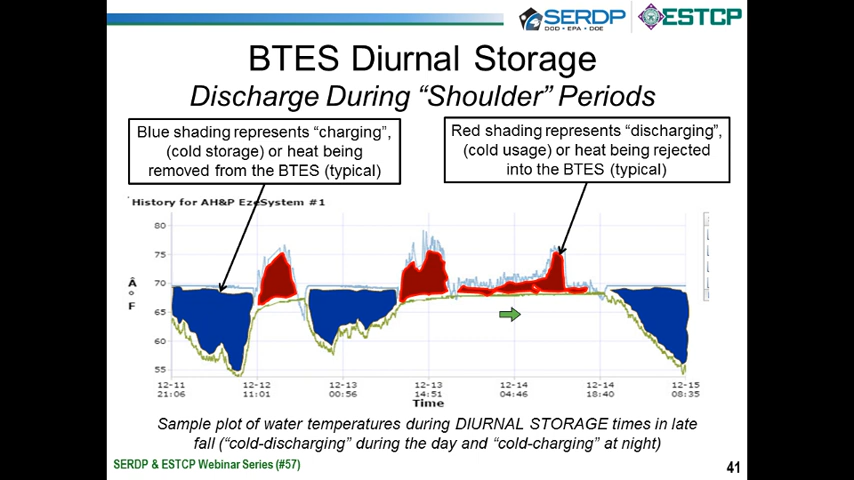 SERDP
DOD • EPA • DOE
ESTCP
BTES Diurnal Storage
Discharge During “Shoulder” Periods
Blue shading represents “charging”,
(cold storage) or heat being
removed from the BTES (typical)
Red shading represents “discharging”,
(cold usage) or heat being rejected
into the BTES (typical)
History for AH&P EzeSystem #1
80
75
70
65
60
55
Â
°
F
12-11
21:06
12-12
11:01
12-13
00:56
12-13
14:51
12-14
04:46
12-14
18:40
12-15
08:35
Time
Sample plot of water temperatures during DIURNAL STORAGE times in late
fall (“cold-discharging” during the day and “cold-charging” at night)
SERDP & ESTCP Webinar Series (#57)
41